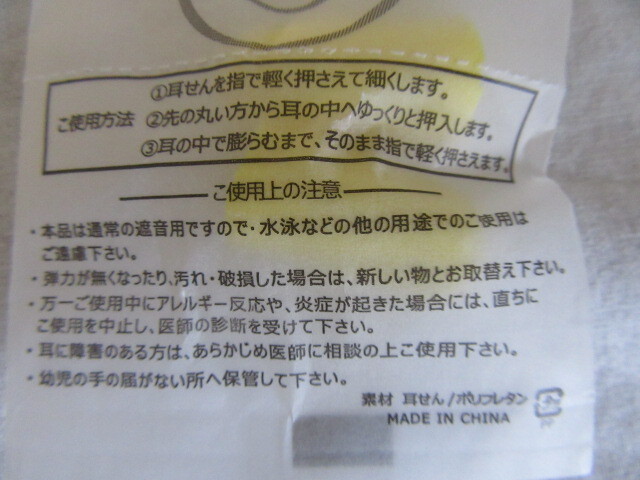 ご使用方法
①耳せんを指で軽く押さえて細くします。
②先の丸い方から耳の中へゆっくりと押入します。
③耳の中で膨らむまで、そのまま指で軽く押さえます。
ご使用上の注意
・本品は通常の遮音用ですので・水泳などの他の用途でのご使用は
ご遠慮下さい。
・弾力が無くなったり、汚れ・破損した場合は、新しい物とお取替え下さい。
・万一ご使用中にアレルギー反応や、炎症が起きた場合には、直ちに
ご使用を中止し、医師の診断を受けて下さい。
・耳に障害のある方は、あらかじめ医師に相談の上ご使用下さい。
・幼児の手の届がない所へ保管して下さい。
素材 耳せん/ポリフレタン
MADE IN CHINA